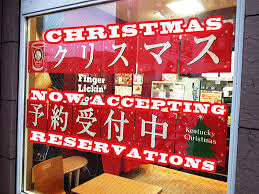 CHRISTMAS
クリスマス
Finger
Lickin'
NOW ACCEPTING
予約受付中
Kentucky
Christmas
RESERVATIONS